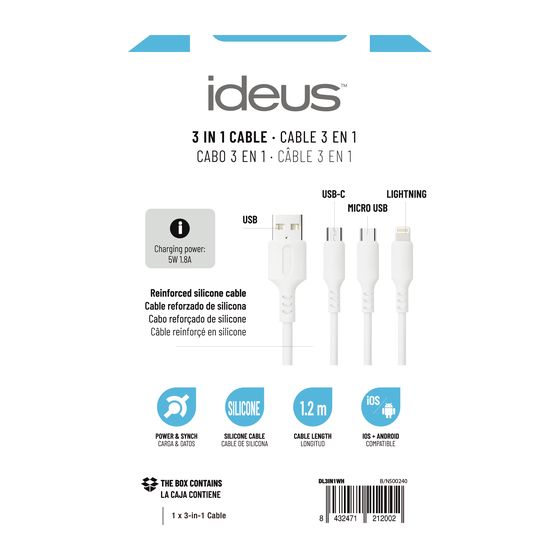 ideus™
3 IN 1 CABLE · CABLE 3 EN 1
CABO 3 EN 1 · CÂBLE 3 EN 1
USB-C
LIGHTNING
MICRO USB
USB
i
Charging power:
5W 1.8A
Reinforced silicone cable
Cable reforzado de silicona
Cabo reforçado de silicone
Câble reinforçè en silicone
SILICONE
1.2 m
iOS
POWER & SYNCH
CARGA & DATOS
SILICONE CABLE
CABLE DE SILICONA
CABLE LENGTH
LONGITUD
IOS + ANDROID
COMPATIBLE
THE BOX CONTAINS
LA CAJA CONTIENE
1 x 3-in-1 Cable
DL3IN1WH
B/N500240
8 432471 212002